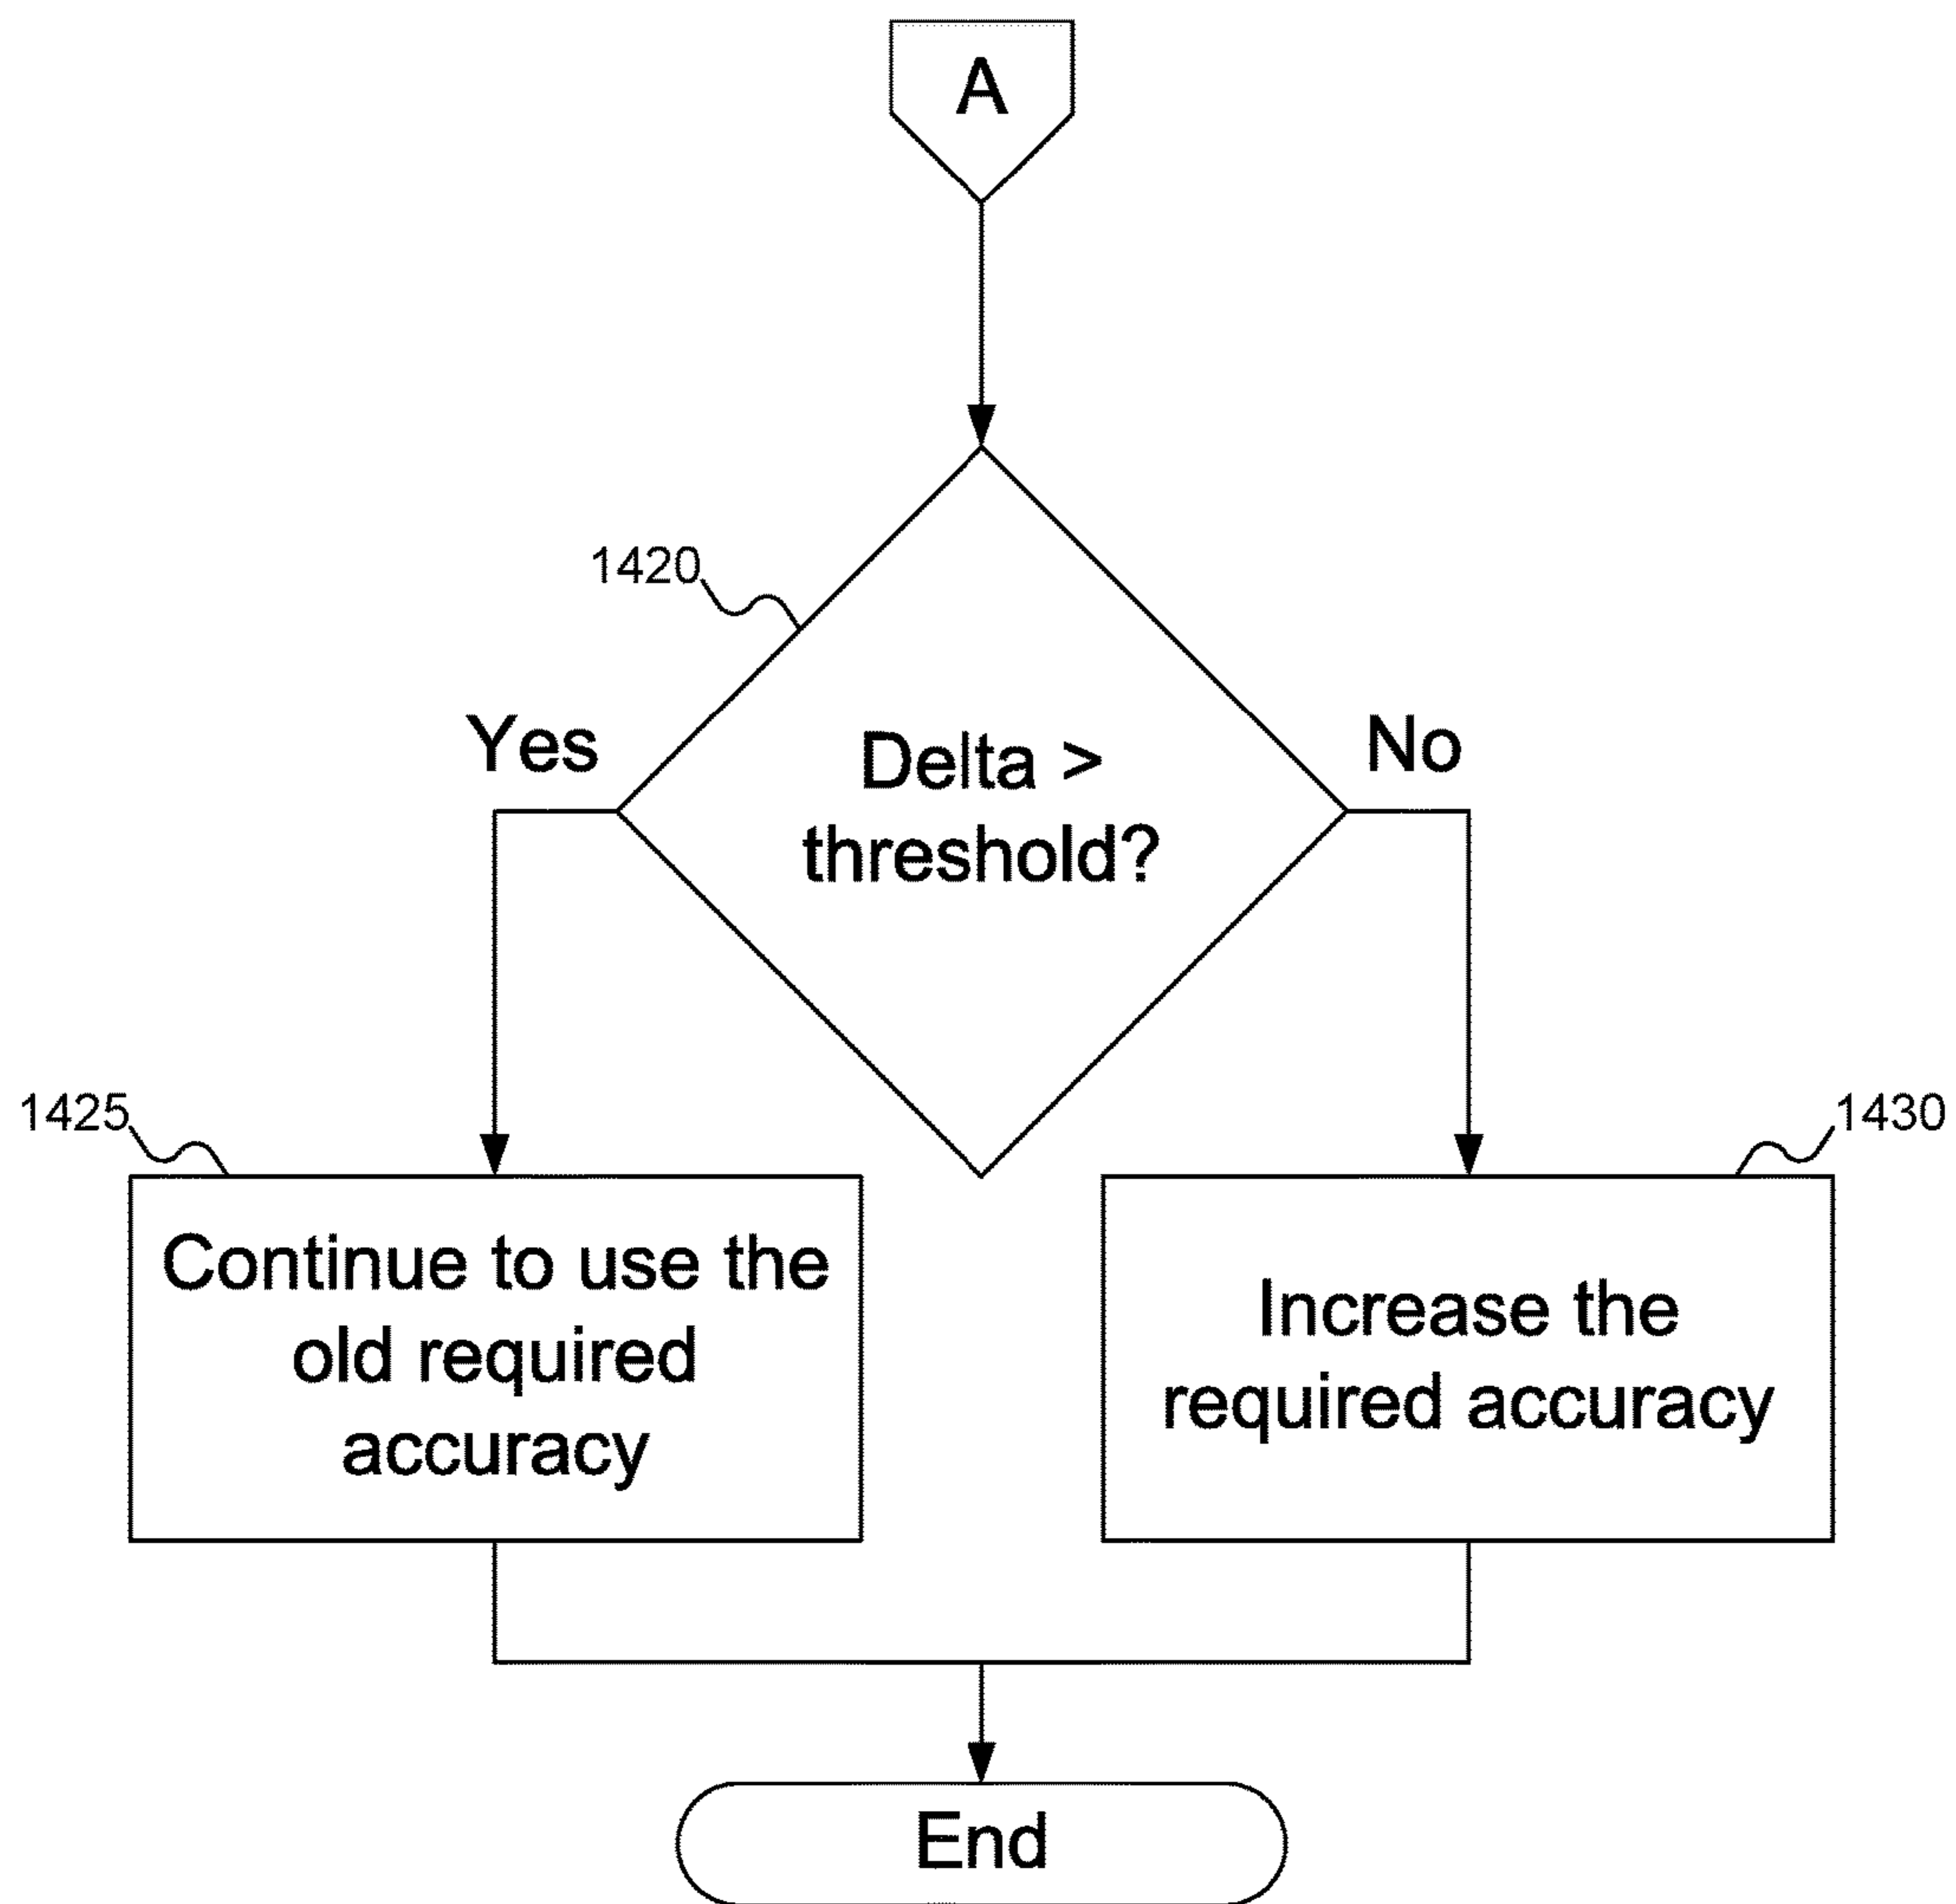 A
1420
Yes
No
Delta >
threshold?
1425
1430
Continue to use the
old required
accuracy
Increase the
required accuracy
End